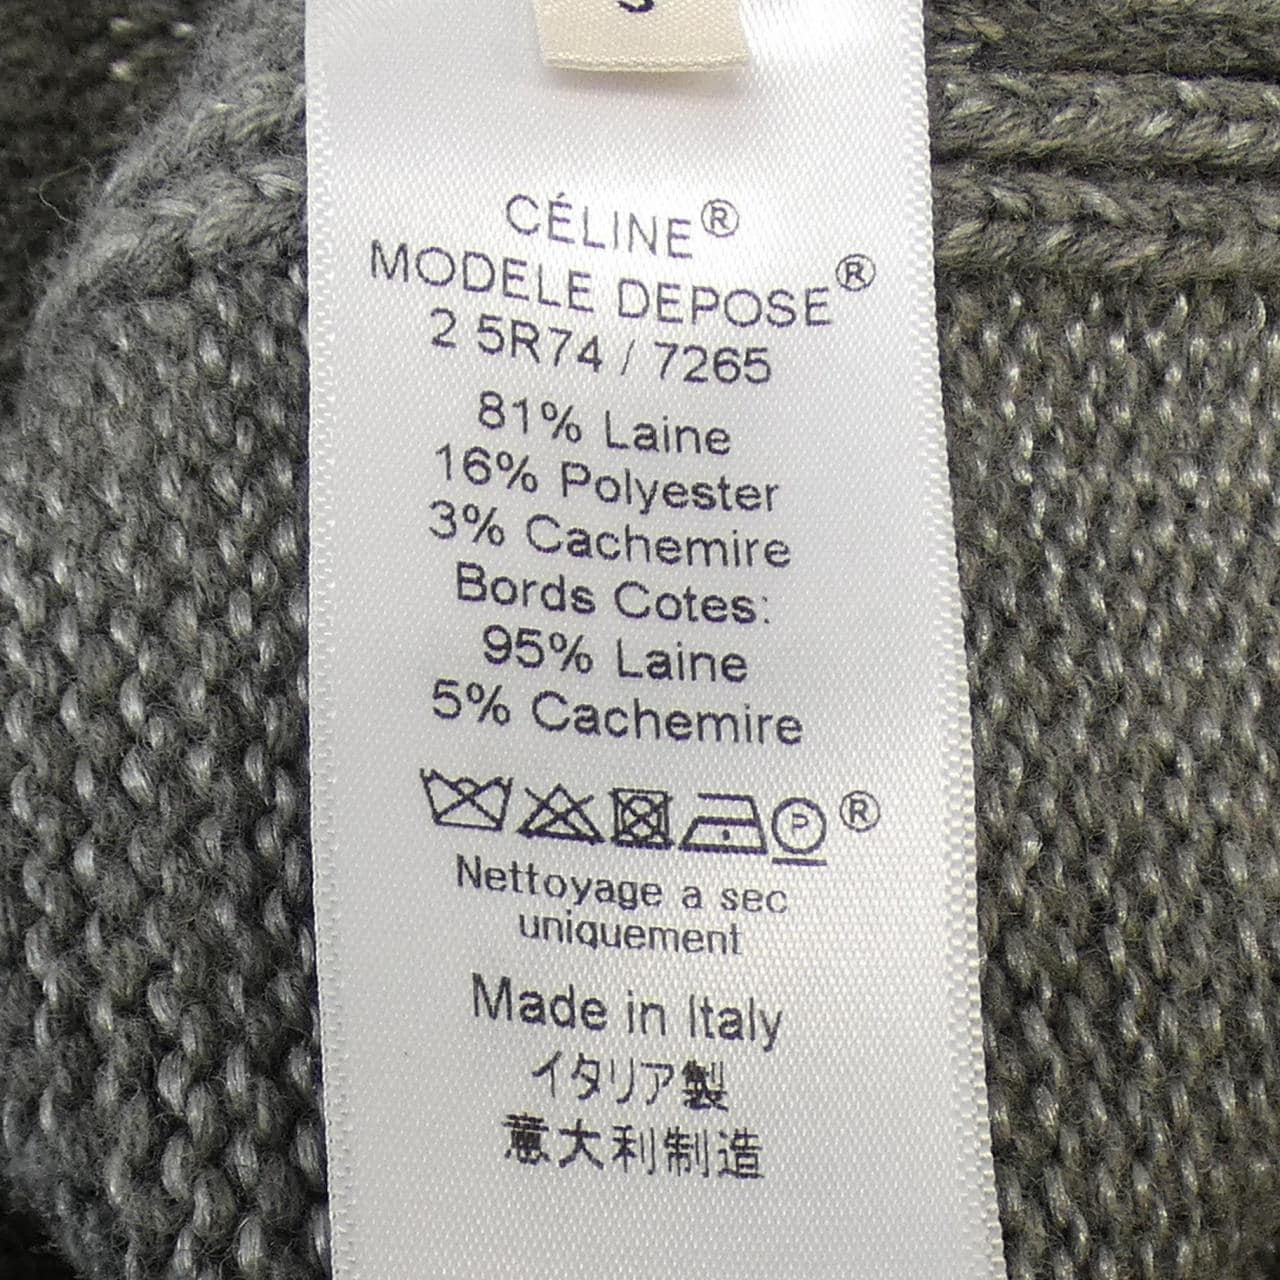 CÉLINE®
MODELE DEPOSE®
2 5R74 / 7265
81% Laine
16% Polyester
3% Cachemire
Bords Cotes:
95% Laine
5% Cachemire
P ®
Nettoyage a sec
uniquement
Made in Italy
イタリア製
意大利制造